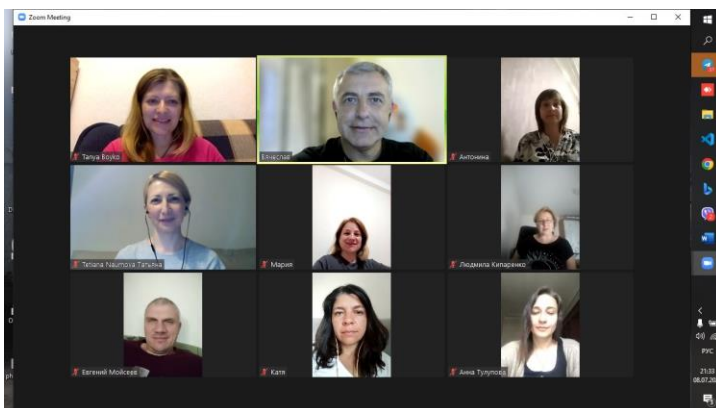 Zoom Meeting
Tanya Boyko
Вячеслав
Антонина
Tetiana Naumova Татьяна
Мария
Людмила Кипаренко
Евгений Мойсеев
Катя
Анна Тулупова
РУС
21:33